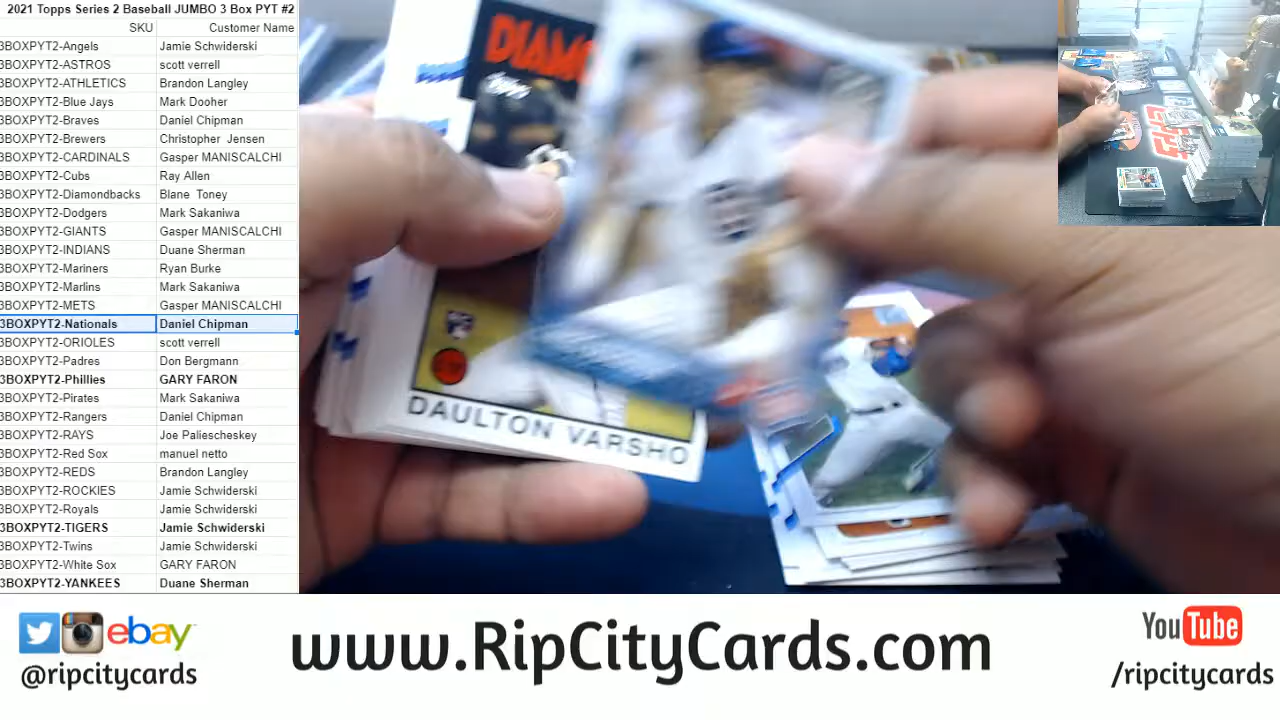 2021 Topps Series 2 Baseball JUMBO 3 Box PYT #2
SKU Customer Name
3BOXPYT2-Angels Jamie Schwiderski
3BOXPYT2-ASTROS scott verrell
3BOXPYT2-ATHLETICS Brandon Langley
3BOXPYT2-Blue Jays Mark Dooher
3BOXPYT2-Braves Daniel Chipman
3BOXPYT2-Brewers Christopher Jensen
3BOXPYT2-CARDINALS Gasper MANISCALCHI
3BOXPYT2-Cubs Ray Allen
3BOXPYT2-Diamondbacks Blane Toney
3BOXPYT2-Dodgers Mark Sakaniwa
3BOXPYT2-GIANTS Gasper MANISCALCHI
3BOXPYT2-INDIANS Duane Sherman
3BOXPYT2-Mariners Ryan Burke
3BOXPYT2-Marlins Mark Sakaniwa
3BOXPYT2-METS Gasper MANISCALCHI
3BOXPYT2-Nationals Daniel Chipman
3BOXPYT2-ORIOLES scott verrell
3BOXPYT2-Padres Don Bergmann
3BOXPYT2-Phillies GARY FARON
3BOXPYT2-Pirates Mark Sakaniwa
3BOXPYT2-Rangers Daniel Chipman
3BOXPYT2-RAYS Joe Paliescheskey
3BOXPYT2-Red Sox manuel netto
3BOXPYT2-REDS Brandon Langley
3BOXPYT2-ROCKIES Jamie Schwiderski
3BOXPYT2-Royals Jamie Schwiderski
3BOXPYT2-TIGERS Jamie Schwiderski
3BOXPYT2-Twins Jamie Schwiderski
3BOXPYT2-White Sox GARY FARON
3BOXPYT2-YANKEES Duane Sherman
DIAM
Topps
DAULTON VARSHO
ebay
@ripcitycards
www.RipCityCards.com
YouTube
/ripcitycards